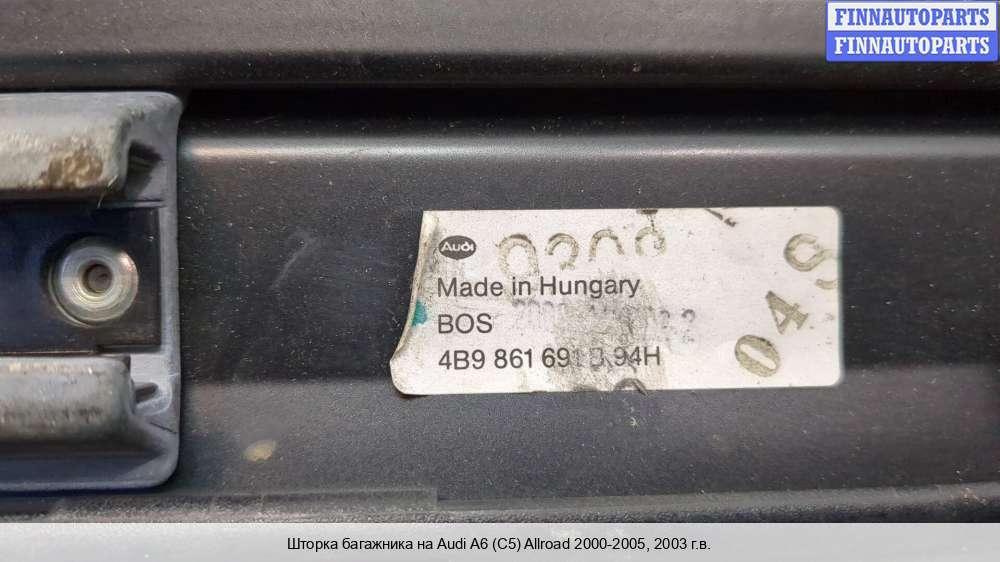 FINNAUTOPARTS
FINNAUTOPARTS
Audi
Made in Hungary
BOS
4B9 861 691 94H
Шторка багажника на Audi A6 (C5) Allroad 2000-2005, 2003 г.в.